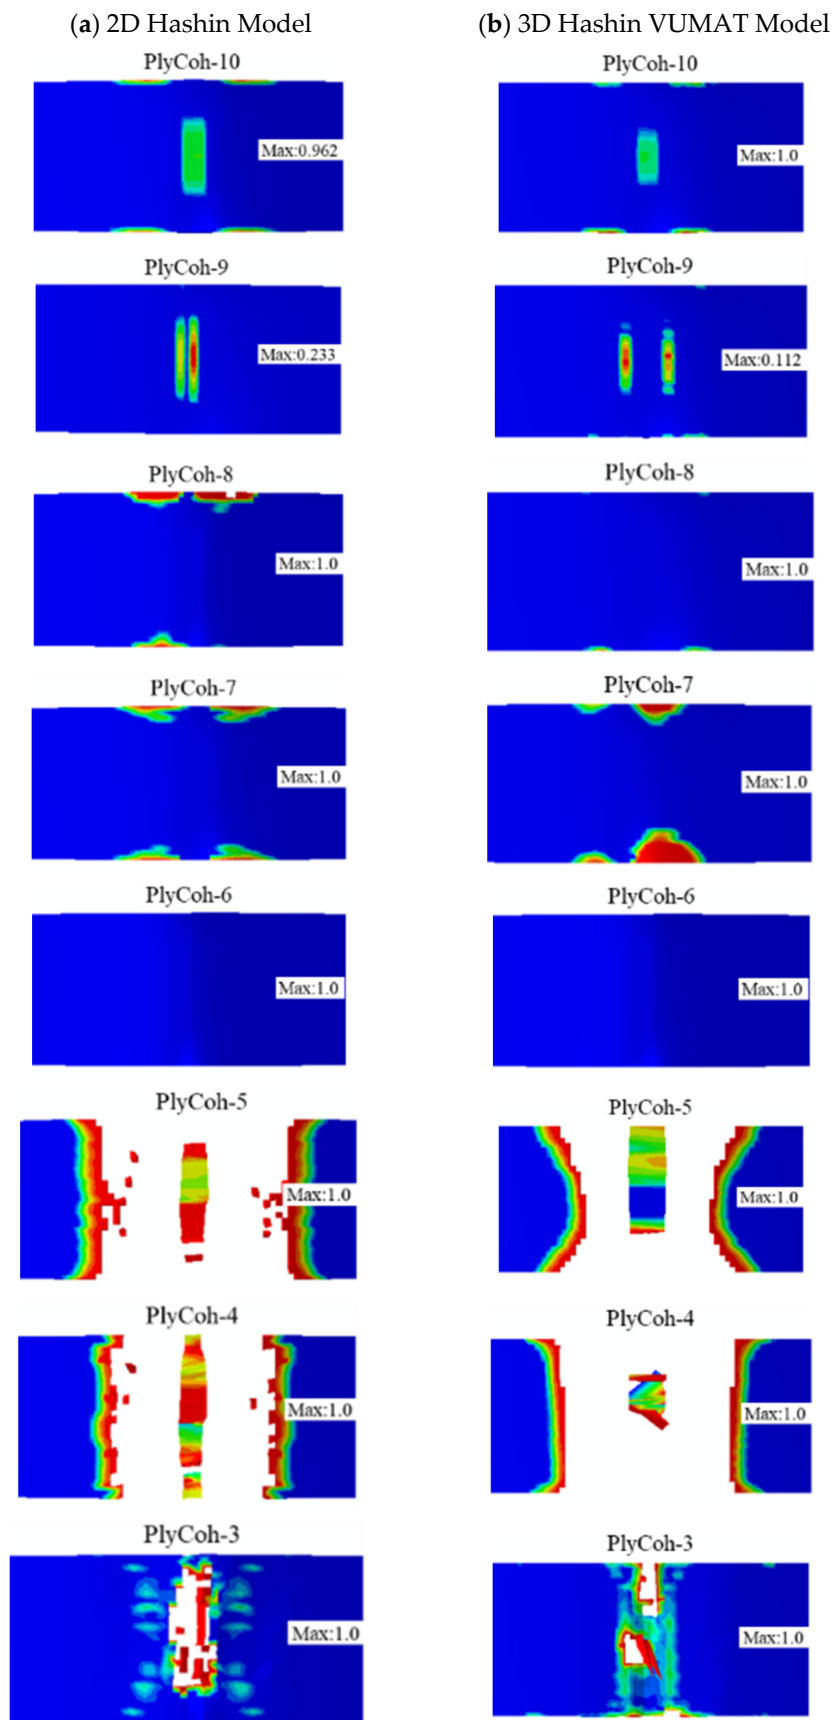 (a) 2D Hashin Model
(b) 3D Hashin VUMAT Model
PlyCoh-10
PlyCoh-10
Max:0.962
Max:1.0
PlyCoh-9
PlyCoh-9
Max:0.233
Max:0.112
PlyCoh-8
PlyCoh-8
Max:1.0
Max:1.0
PlyCoh-7
PlyCoh-7
Max:1.0
Max:1.0
PlyCoh-6
PlyCoh-6
Max:1.0
Max:1.0
PlyCoh-5
PlyCoh-5
Max:1.0
Max:1.0
PlyCoh-4
PlyCoh-4
Max:1.0
Max:1.0
PlyCoh-3
PlyCoh-3
Max:1.0
Max:1.0